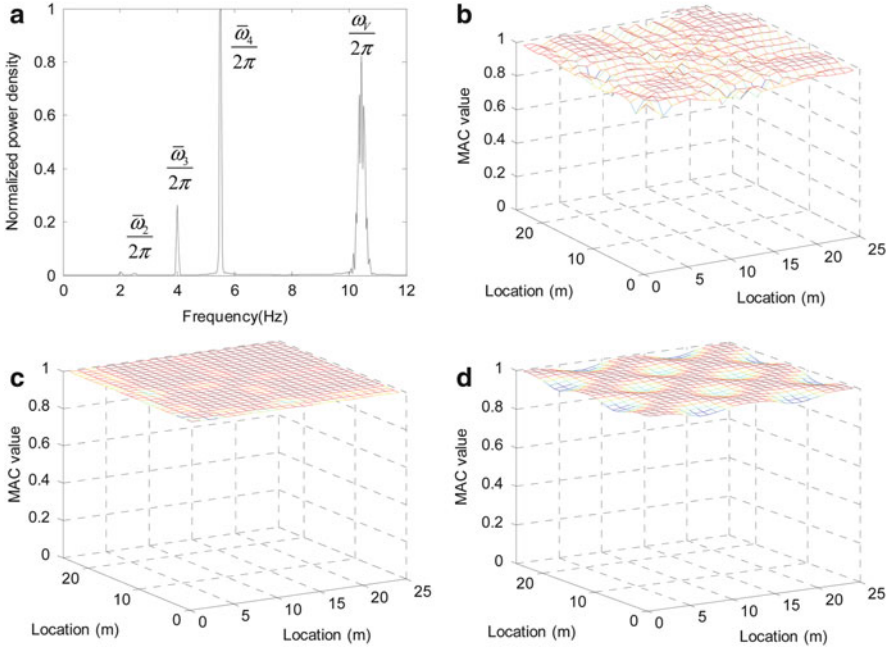 a
Normalized power density
1
0.8
0.6
0.4
0.2
0
0 2 4 6 8 10 12
Frequency(Hz)
ω̅₂/2π
ω̅₃/2π
ω̅₄/2π
ω_V/2π
b
MAC value
1
0.8
0.6
0.4
0.2
0
20
10
0
Location (m)
0 5 10 15 20 25
Location (m)
c
MAC value
1
0.8
0.6
0.4
0.2
0
20
10
0
Location (m)
0 5 10 15 20 25
Location (m)
d
MAC value
1
0.8
0.6
0.4
0.2
0
20
10
0
Location (m)
0 5 10 15 20 25
Location (m)